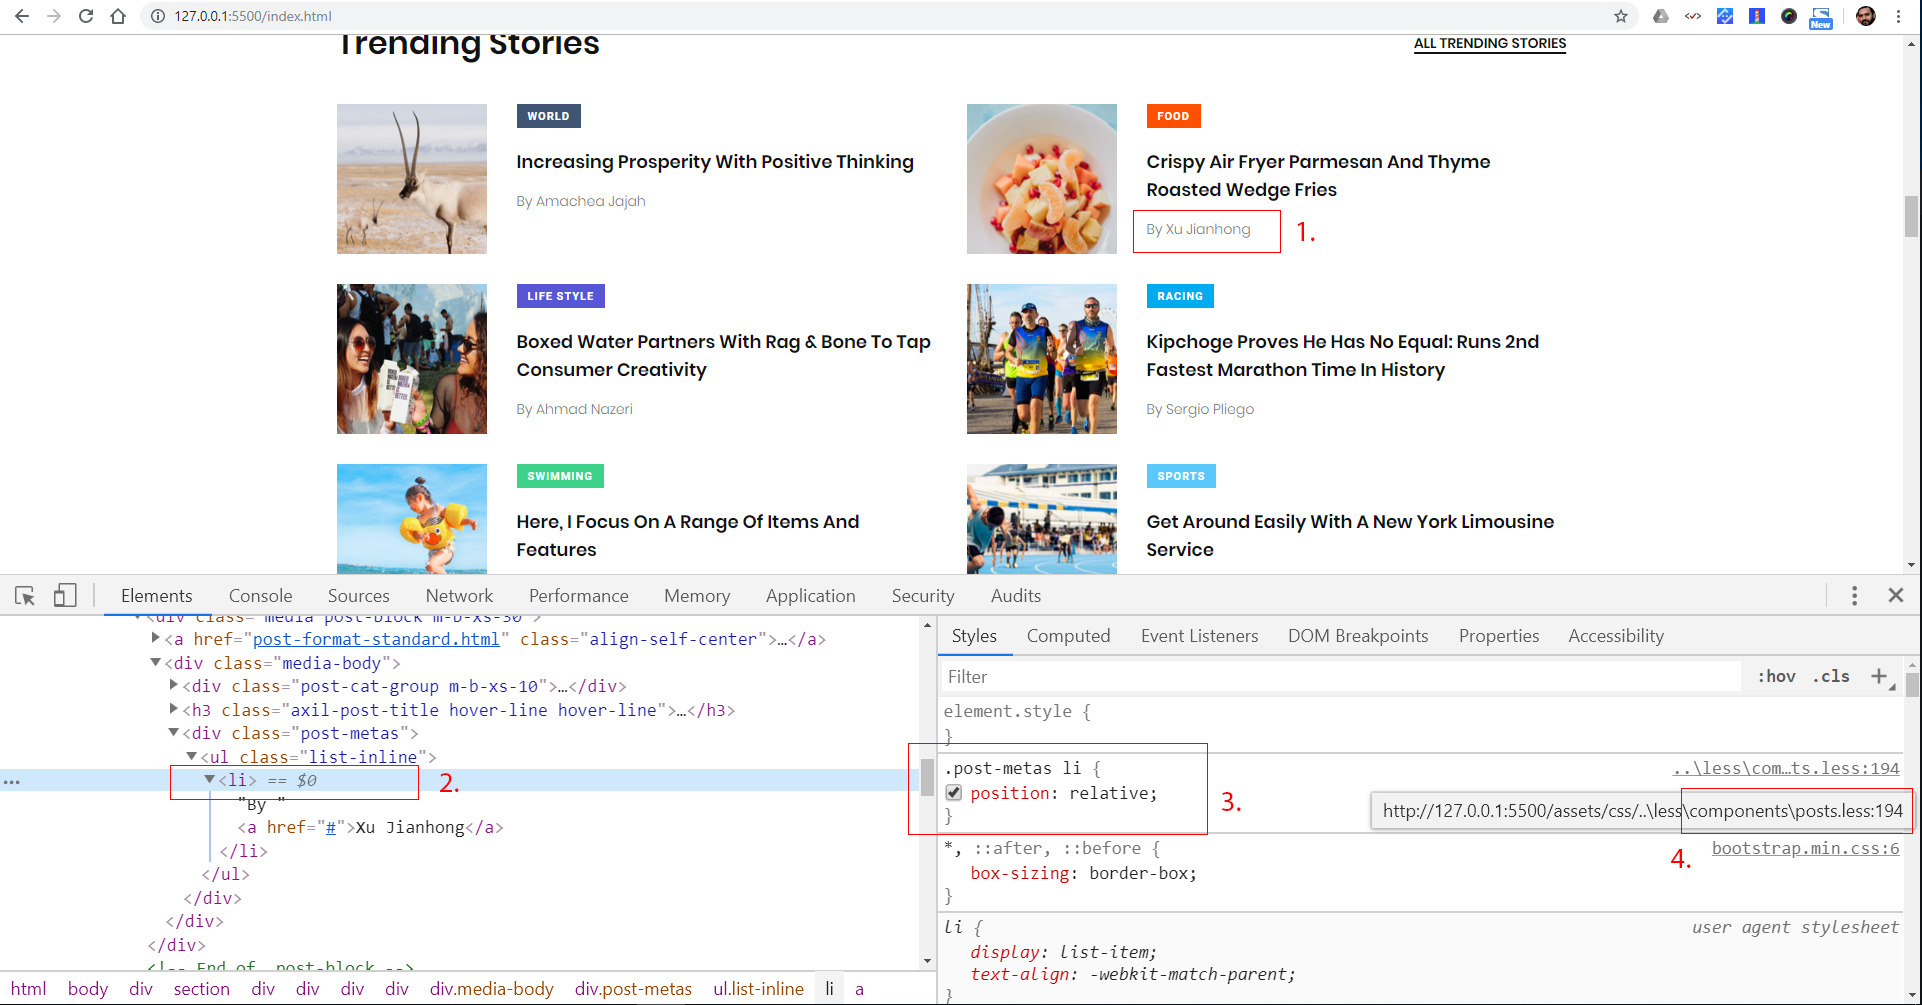 127.0.0.1:5500/index.html
New
Trending Stories
ALL TRENDING STORIES
WORLD
Increasing Prosperity With Positive Thinking
By Amachea Jajah
FOOD
Crispy Air Fryer Parmesan And Thyme
Roasted Wedge Fries
By Xu Jianhong
1.
LIFE STYLE
Boxed Water Partners With Rag & Bone To Tap
Consumer Creativity
By Ahmad Nazeri
RACING
Kipchoge Proves He Has No Equal: Runs 2nd
Fastest Marathon Time In History
By Sergio Pliego
SWIMMING
Here, I Focus On A Range Of Items And
Features
SPORTS
Get Around Easily With A New York Limousine
Service
Elements Console Sources Network Performance Memory Application Security Audits
<div class="media post-block m-b-xs-30">
<a href="post-format-standard.html" class="align-self-center">…</a>
<div class="media-body">
<div class="post-cat-group m-b-xs-10">…</div>
<h3 class="axil-post-title hover-line hover-line">…</h3>
<div class="post-metas">
<ul class="list-inline">
<li> == $0
2.
"By "
<a href="#">Xu Jianhong</a>
</li>
</ul>
</div>
</div>
</div>
<!-- End of .post-block -->
html body div section div div div div div.media-body div.post-metas ul.list-inline li a
Styles Computed Event Listeners DOM Breakpoints Properties Accessibility
Filter :hov .cls +
element.style {
}
.post-metas li { ..\less\com…ts.less:194
position: relative;
}
3.
http://127.0.0.1:5500/assets/css/..\less\components\posts.less:194
4.
*, ::after, ::before { bootstrap.min.css:6
box-sizing: border-box;
}
li { user agent stylesheet
display: list-item;
text-align: -webkit-match-parent;
}